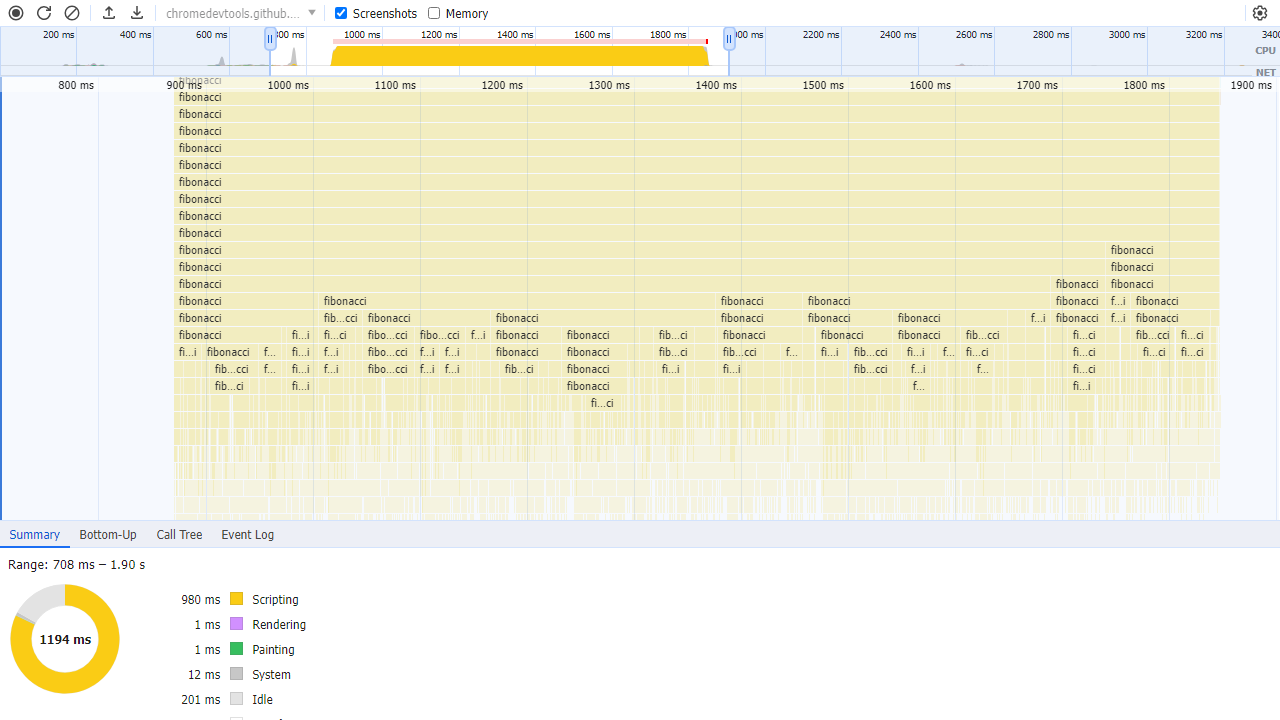 chromedevtools.github.... Screenshots Memory
200 ms 400 ms 600 ms 800 ms 1000 ms 1200 ms 1400 ms 1600 ms 1800 ms 000 ms 2200 ms 2400 ms 2600 ms 2800 ms 3000 ms 3200 ms 3400
CPU
NET
fibonacci
800 ms 900 ms 1000 ms 1100 ms 1200 ms 1300 ms 1400 ms 1500 ms 1600 ms 1700 ms 1800 ms 1900 ms
fibonacci
fibonacci
fibonacci
fibonacci
fibonacci
fibonacci
fibonacci
fibonacci
fibonacci
fibonacci fibonacci
fibonacci fibonacci
fibonacci fibonacci fibonacci
fibonacci fibonacci fibonacci fibonacci fibonacci f...i fibonacci
fibonacci fib...cci fibonacci fibonacci fibonacci fibonacci fibonacci f...i fibonacci f...i fibonacci
fibonacci f...i f...ci fibo...cci fibo...cci f...i fibonacci fibonacci fib...ci fibonacci fibonacci fibonacci fib...ci fi...ci fib...cci fi...ci
fi...i fibonacci f... f...i f...i fibo...cci f...i f...i fibonacci fibonacci fib...ci fib...cci f... f...i fib...cci fi...i f... fi...ci fi...ci fi...ci fi...ci
fib...cci f... f...i f...i fibo...cci f...i f...i fib...ci fibonacci fi...i f...i fib...cci f...i f... fi...ci
fib...ci f...i fibonacci f... fi...i
fi...ci
Summary Bottom-Up Call Tree Event Log
Range: 708 ms – 1.90 s
1194 ms
980 ms Scripting
1 ms Rendering
1 ms Painting
12 ms System
201 ms Idle